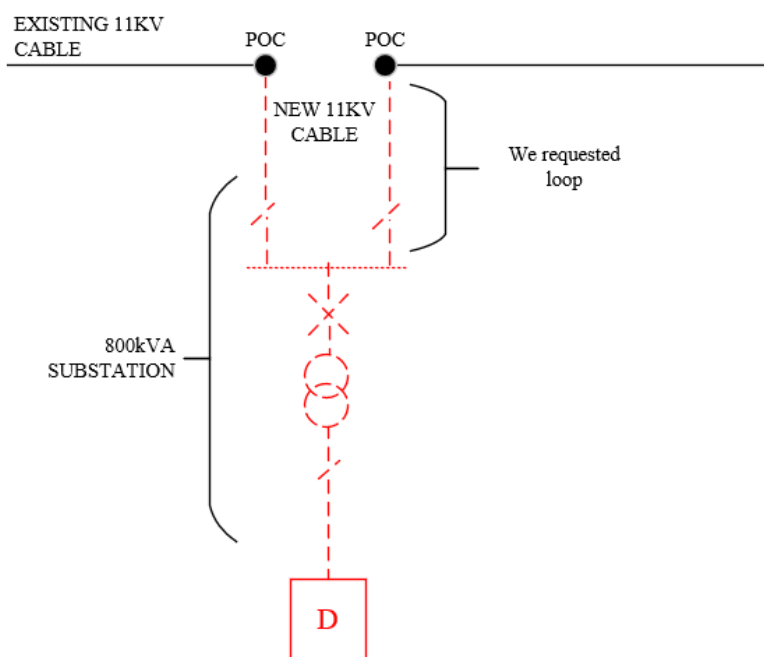 EXISTING 11KV
CABLE
POC
POC
NEW 11KV
CABLE
We requested
loop
800kVA
SUBSTATION
D